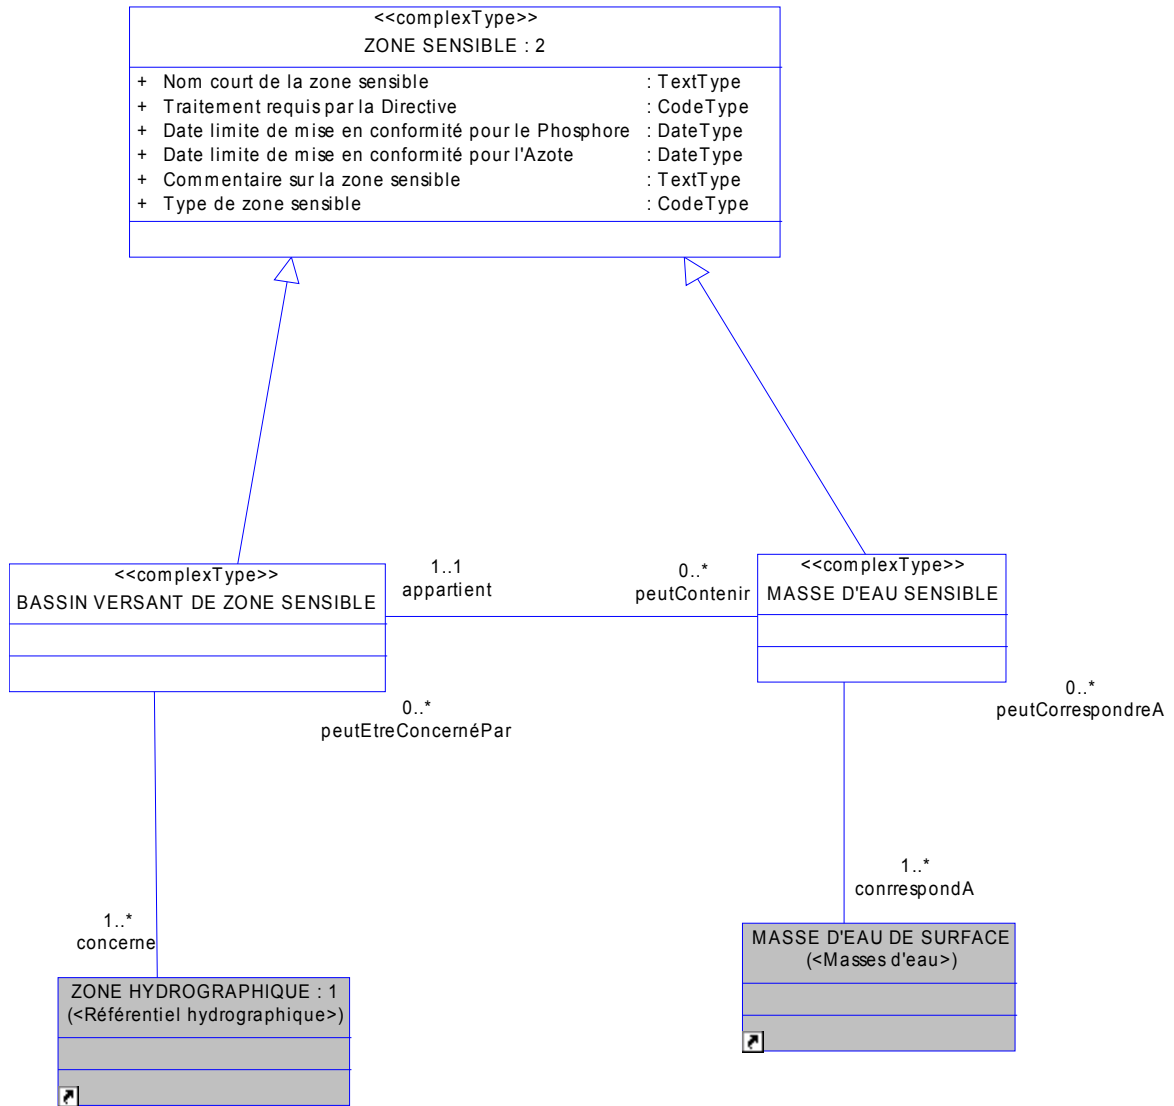 <<complexType>>
ZONE SENSIBLE : 2
+ Nom court de la zone sensible : TextType
+ Traitement requis par la Directive : CodeType
+ Date limite de mise en conformité pour le Phosphore : DateType
+ Date limite de mise en conformité pour l'Azote : DateType
+ Commentaire sur la zone sensible : TextType
+ Type de zone sensible : CodeType
<<complexType>>
BASSIN VERSANT DE ZONE SENSIBLE
1..1
appartient
0..*
peutContenir
<<complexType>>
MASSE D'EAU SENSIBLE
0..*
peutEtreConcernéPar
0..*
peutCorrespondreA
1..*
concerne
1..*
conrrespondA
ZONE HYDROGRAPHIQUE : 1
(<Référentiel hydrographique>)
MASSE D'EAU DE SURFACE
(<Masses d'eau>)